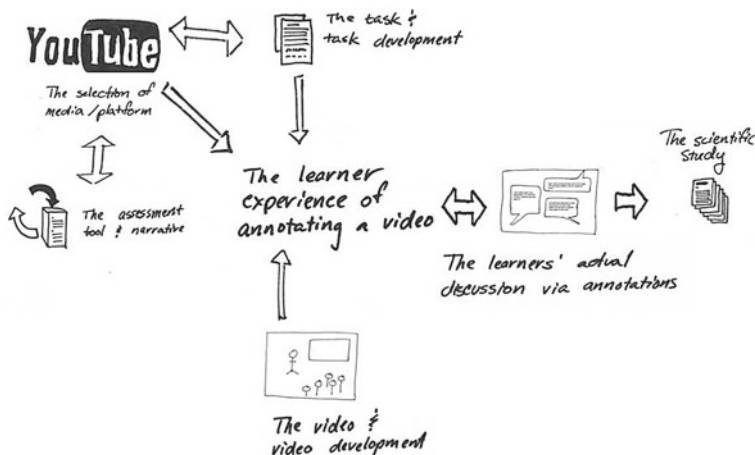 YouTube
The selection of
media/platform
The task &
task development
The assessment
tool & narrative
The learner
experience of
annotating a video
The learners' actual
discussion via annotations
The scientific
study
The video &
video development